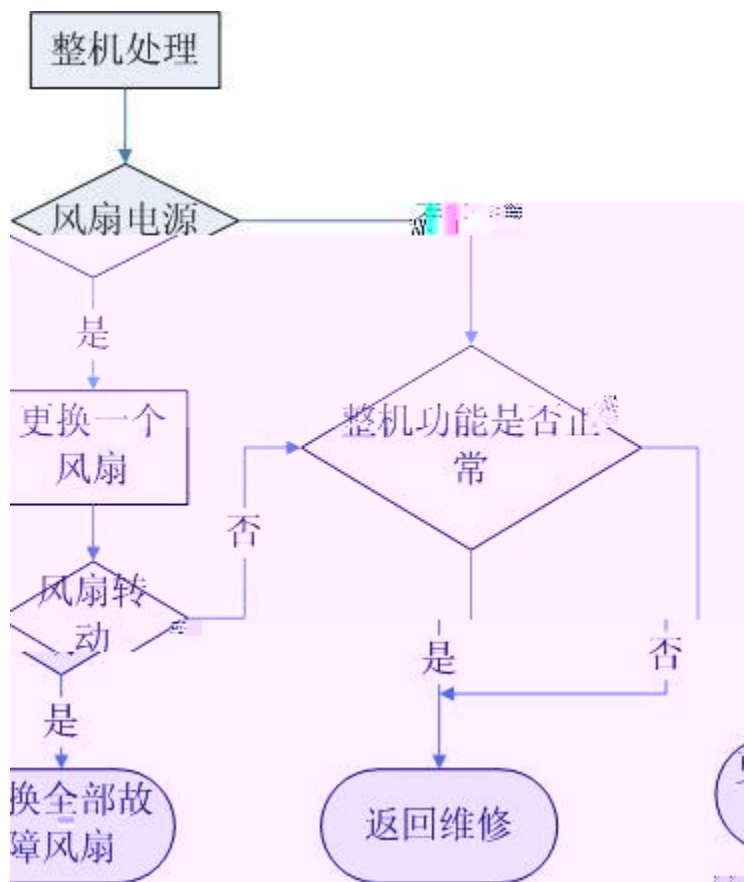 整机处理
风扇电源
是
更换一个
风扇
整机功能是否正
常
否
风扇转
动
是
否
是
换全部故
障风扇
返回维修